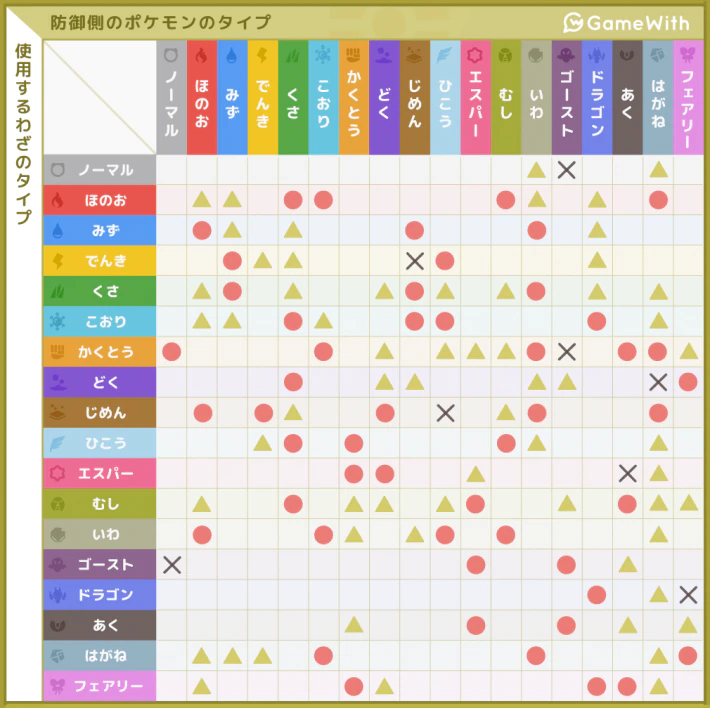 防御側のポケモンのタイプ
GameWith
使用するわざのタイプ
ノーマル
ほのお
みず
でんき
くさ
こおり
かくとう
どく
じめん
ひこう
エスパー
むし
いわ
ゴースト
ドラゴン
あく
はがね
フェアリー
ノーマル
ほのお
みず
でんき
くさ
こおり
かくとう
どく
じめん
ひこう
エスパー
むし
いわ
ゴースト
ドラゴン
あく
はがね
フェアリー